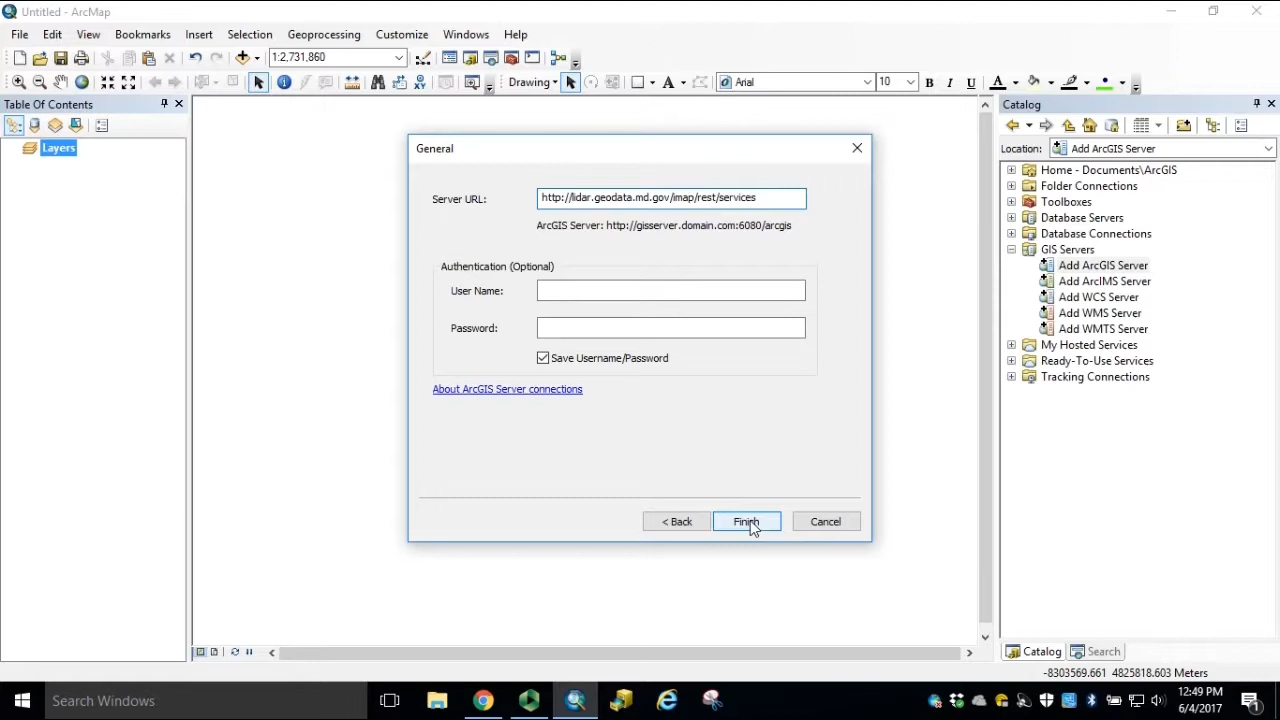 Untitled - ArcMap
File Edit View Bookmarks Insert Selection Geoprocessing Customize Windows Help
1:2,731,860
Drawing Arial 10 B I U A
Table Of Contents
Layers
General
Server URL: http://lidar.geodata.md.gov/imap/rest/services
ArcGIS Server: http://gisserver.domain.com:6080/arcgis
Authentication (Optional)
User Name:
Password:
Save Username/Password
About ArcGIS Server connections
< Back Finish Cancel
Catalog
Location: Add ArcGIS Server
Home - Documents\ArcGIS
Folder Connections
Toolboxes
Database Servers
Database Connections
GIS Servers
Add ArcGIS Server
Add ArcIMS Server
Add WCS Server
Add WMS Server
Add WMTS Server
My Hosted Services
Ready-To-Use Services
Tracking Connections
Catalog Search
-8303569.661 4825818.603 Meters
Search Windows
12:49 PM
6/4/2017